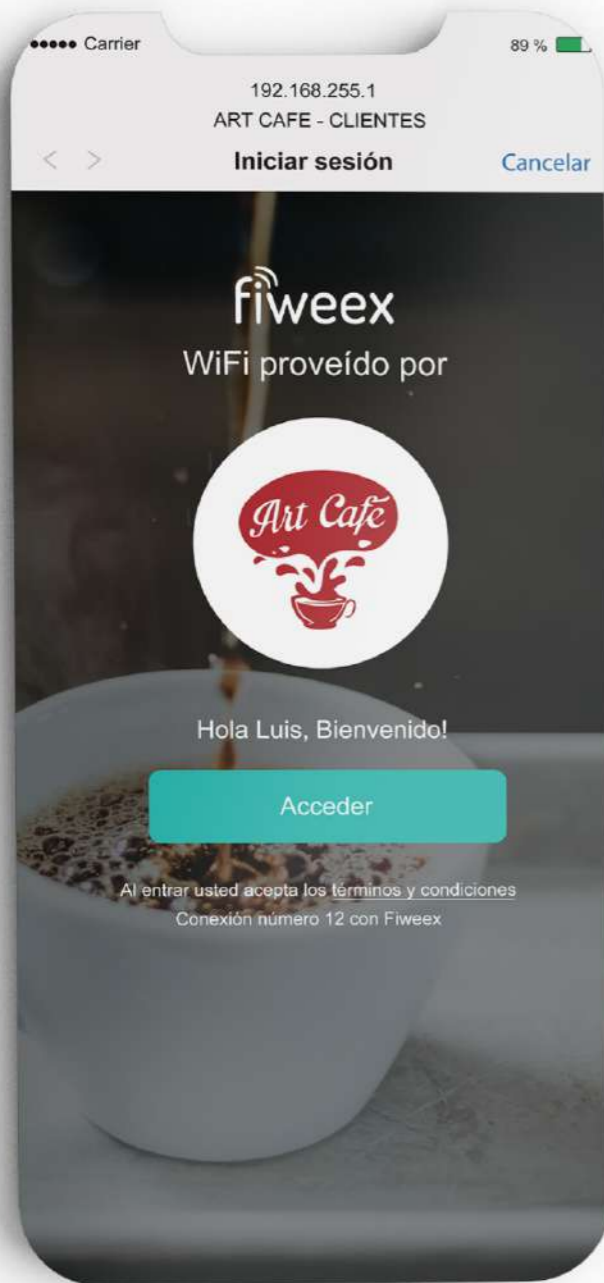 Carrier 89 %
192.168.255.1
ART CAFE - CLIENTES
< > Iniciar sesión Cancelar
fiweex
WiFi proveído por
Art Cafe
Hola Luis, Bienvenido!
Acceder
Al entrar usted acepta los términos y condiciones
Conexión número 12 con Fiweex